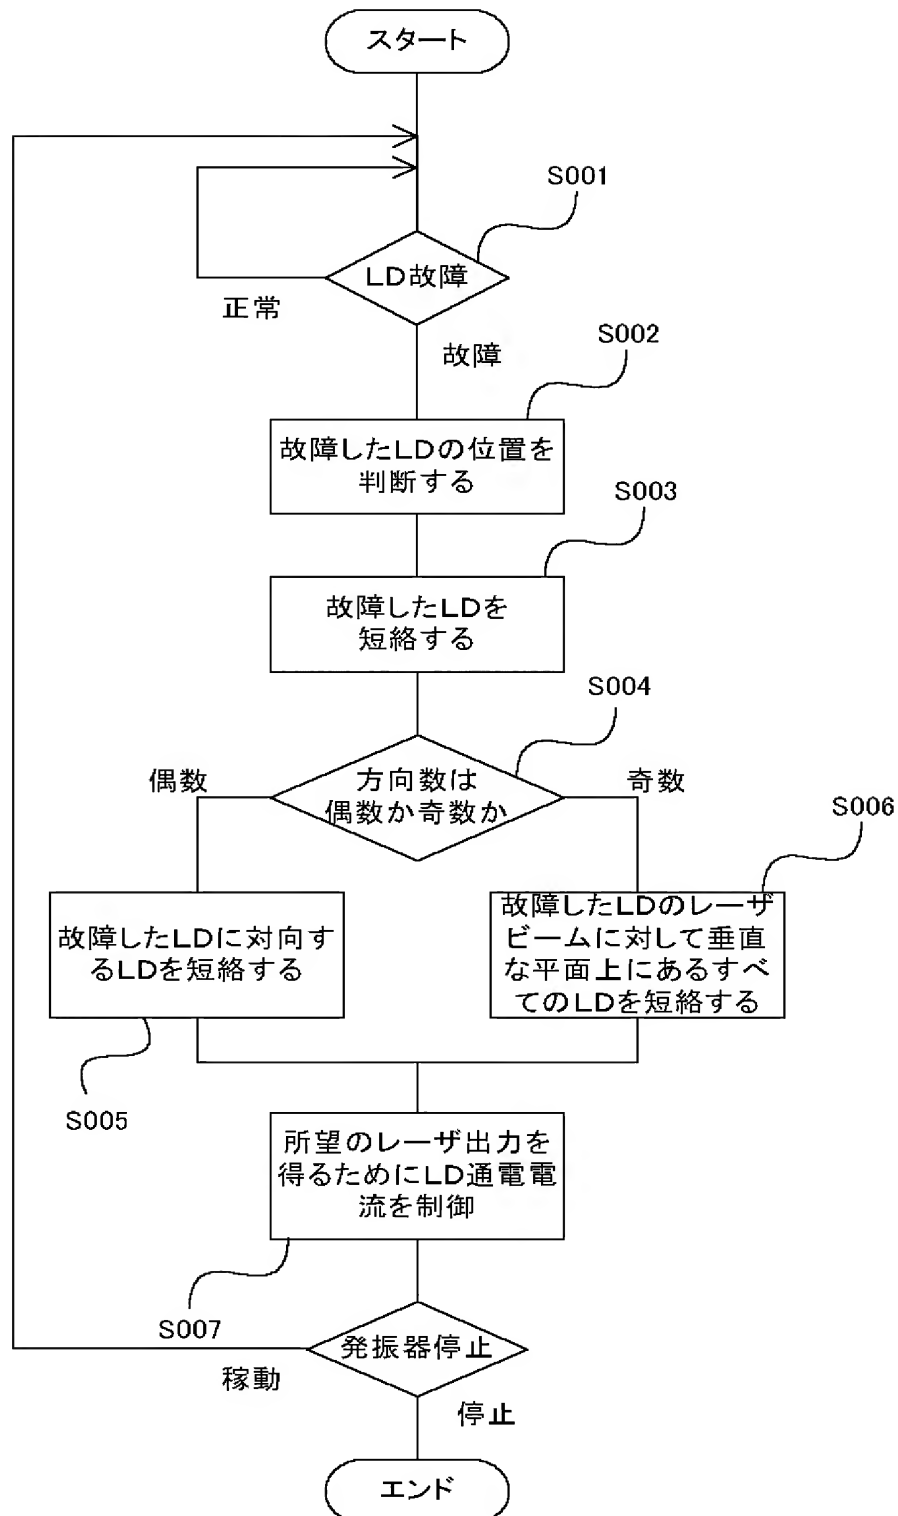 スタート
S001
LD故障
正常
故障
S002
故障したLDの位置を
判断する
S003
故障したLDを
短絡する
S004
方向数は
偶数か奇数か
偶数
奇数
S006
故障したLDに対向す
るLDを短絡する
故障したLDのレーザ
ビームに対して垂直
な平面上にあるすべ
てのLDを短絡する
S005
所望のレーザ出力を
得るためにLD通電電
流を制御
S007
発振器停止
稼動
停止
エンド